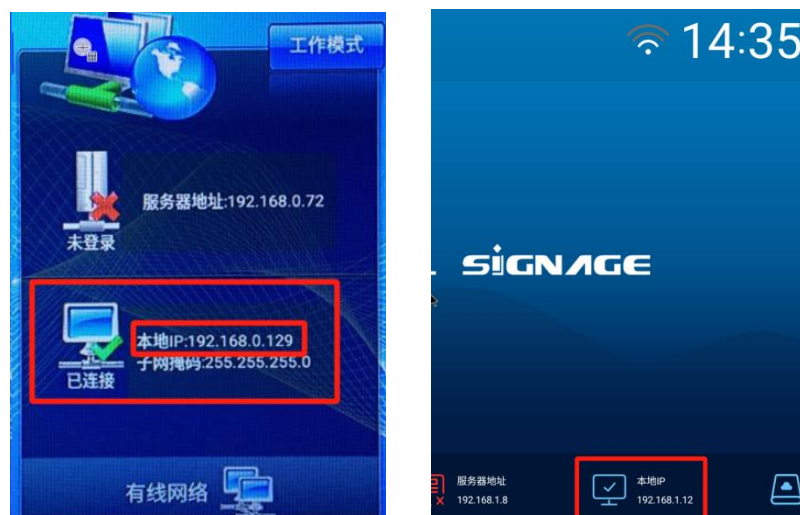 工作模式
服务器地址:192.168.0.72
未登录
本地IP:192.168.0.129
子网掩码:255.255.255.0
已连接
有线网络
14:35
SIGNAGE
服务器地址
192.168.1.8
本地IP
192.168.1.12